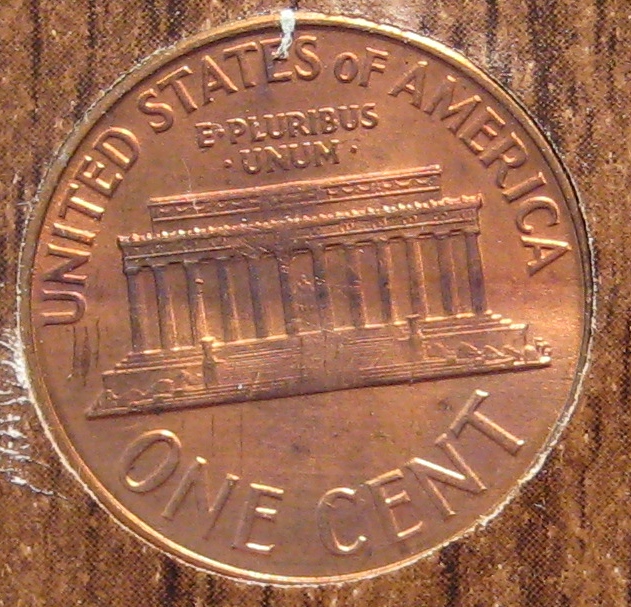 UNITED STATES OF AMERICA
E·PLURIBUS
·UNUM·
ONE CENT